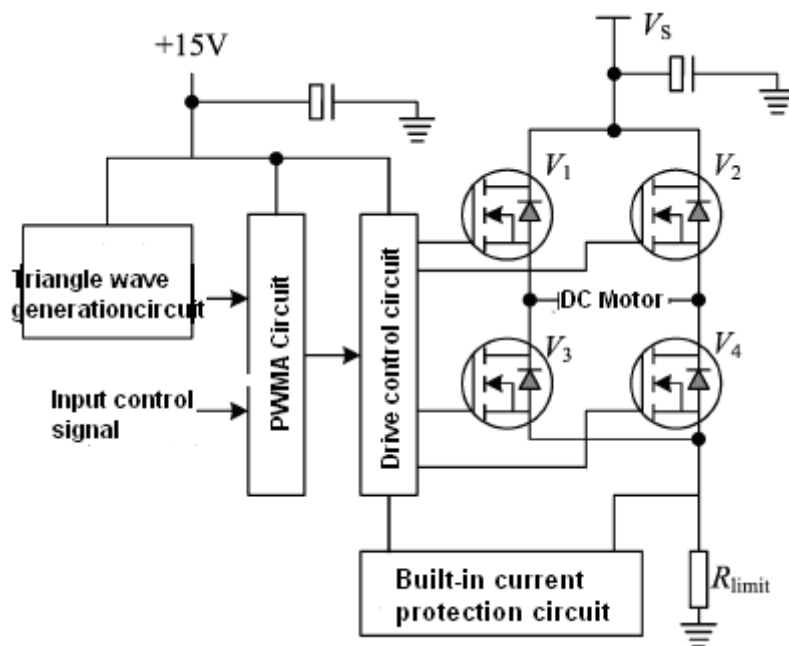 +15V
V_S
V_1
V_2
Triangle wave
generationcircuit
PWMA Circuit
Drive control circuit
DC Motor
V_3
V_4
Input control
signal
Built-in current
protection circuit
R_limit